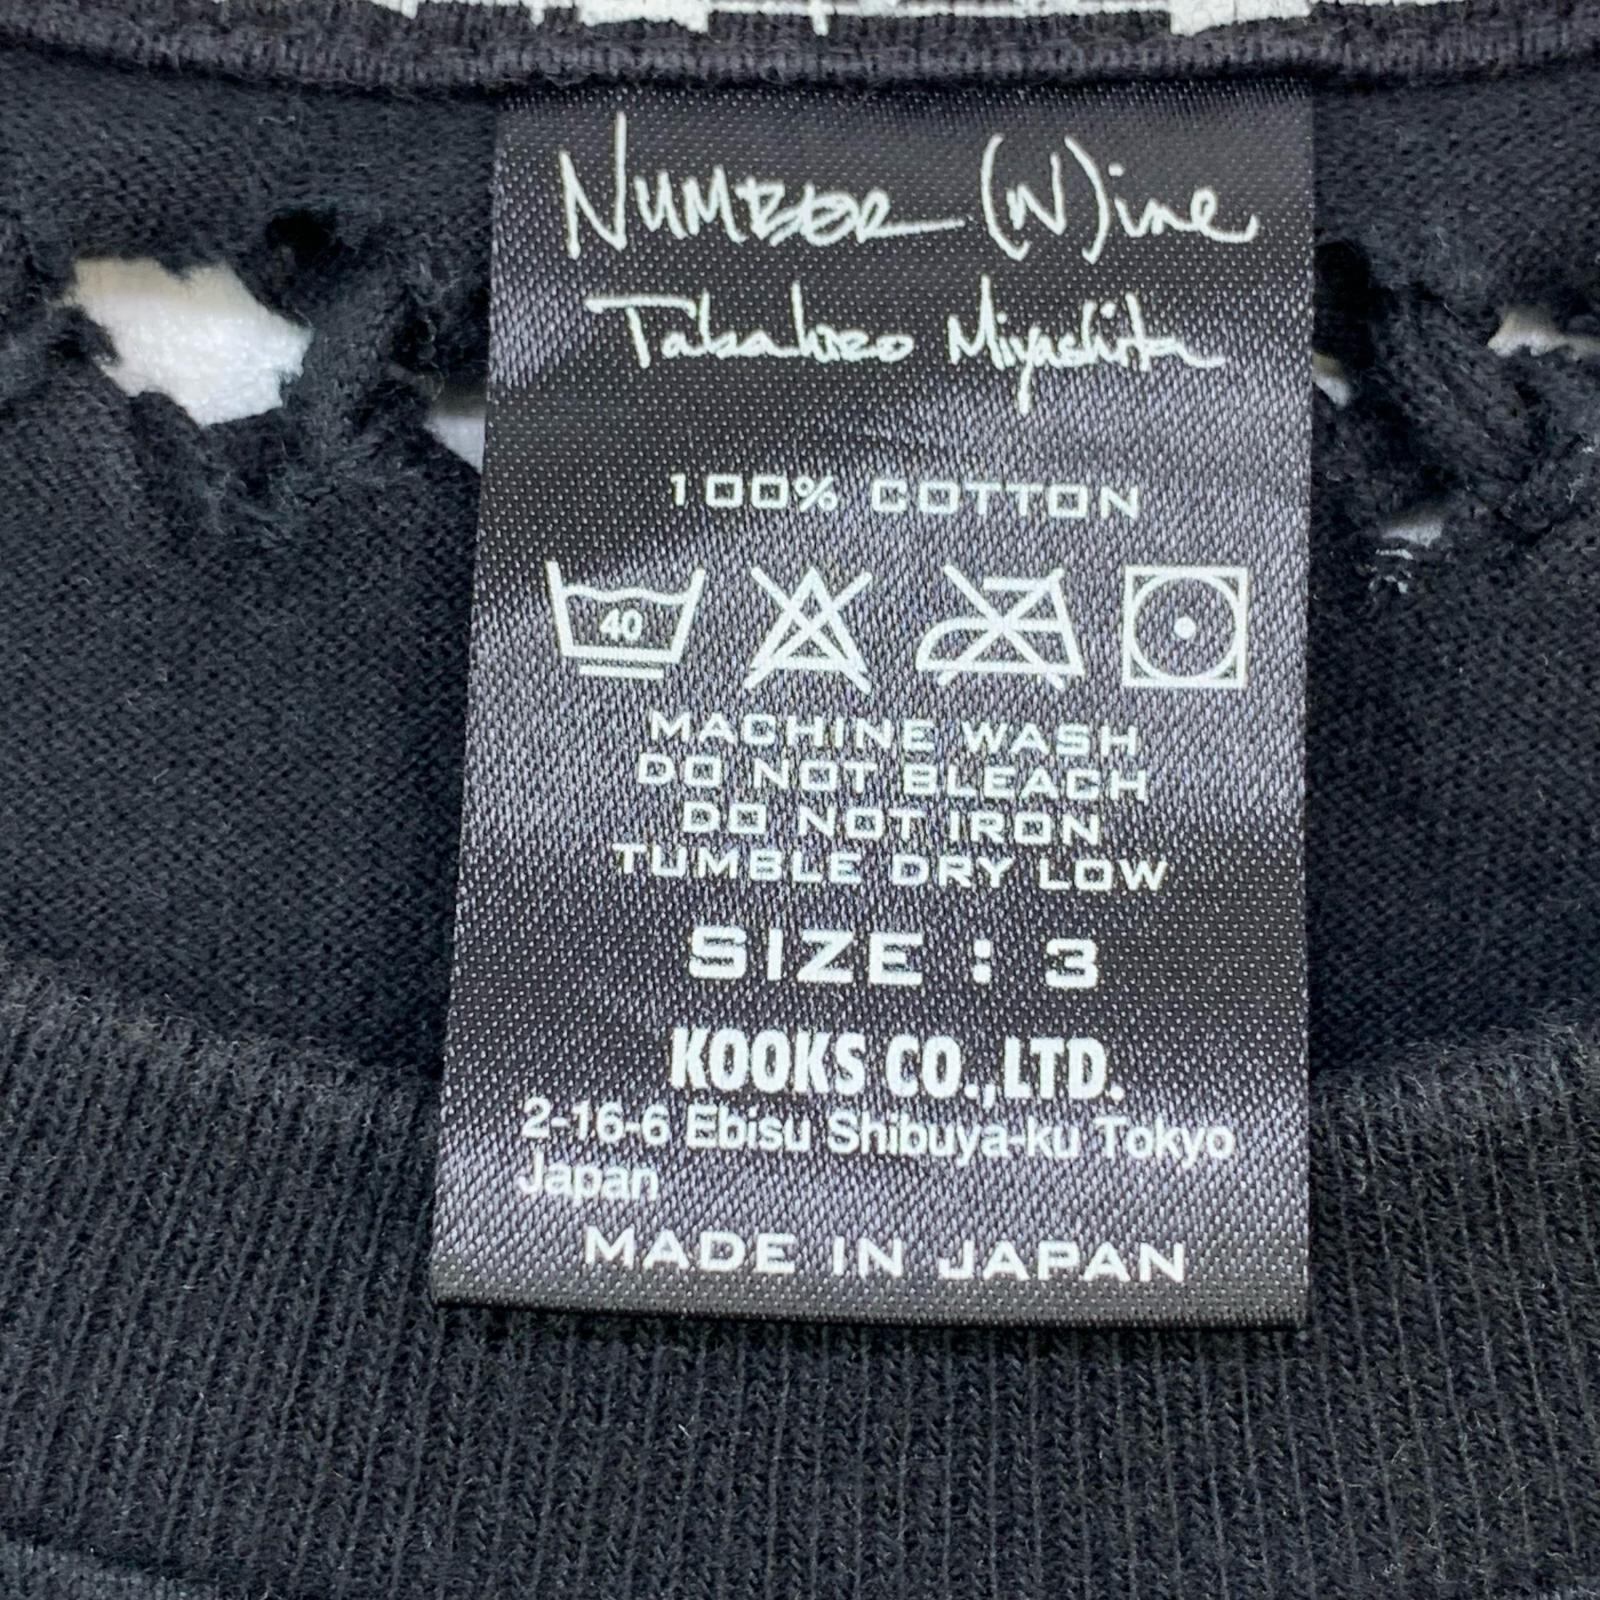 NUMBER (N)ine
Takahiro Miyashita
100% COTTON
40
MACHINE WASH
DO NOT BLEACH
DO NOT IRON
TUMBLE DRY LOW
SIZE : 3
KOOKS CO.,LTD.
2-16-6 Ebisu Shibuya-ku Tokyo
Japan
MADE IN JAPAN